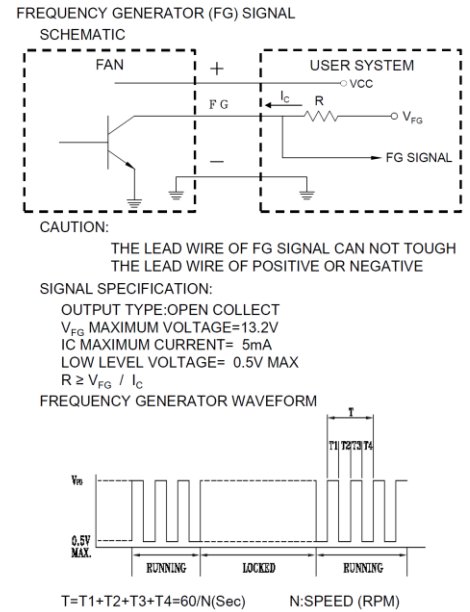 FREQUENCY GENERATOR (FG) SIGNAL
SCHEMATIC
FAN
+
USER SYSTEM
VCC
FG
IC
R
VFG
FG SIGNAL
—
CAUTION:
THE LEAD WIRE OF FG SIGNAL CAN NOT TOUGH
THE LEAD WIRE OF POSITIVE OR NEGATIVE
SIGNAL SPECIFICATION:
OUTPUT TYPE:OPEN COLLECT
VFG MAXIMUM VOLTAGE=13.2V
IC MAXIMUM CURRENT= 5mA
LOW LEVEL VOLTAGE= 0.5V MAX
R ≥ VFG / IC
FREQUENCY GENERATOR WAVEFORM
T
T1 T2 T3 T4
VFG
0.5V
MAX.
RUNNING LOCKED RUNNING
T=T1+T2+T3+T4=60/N(Sec) N:SPEED (RPM)